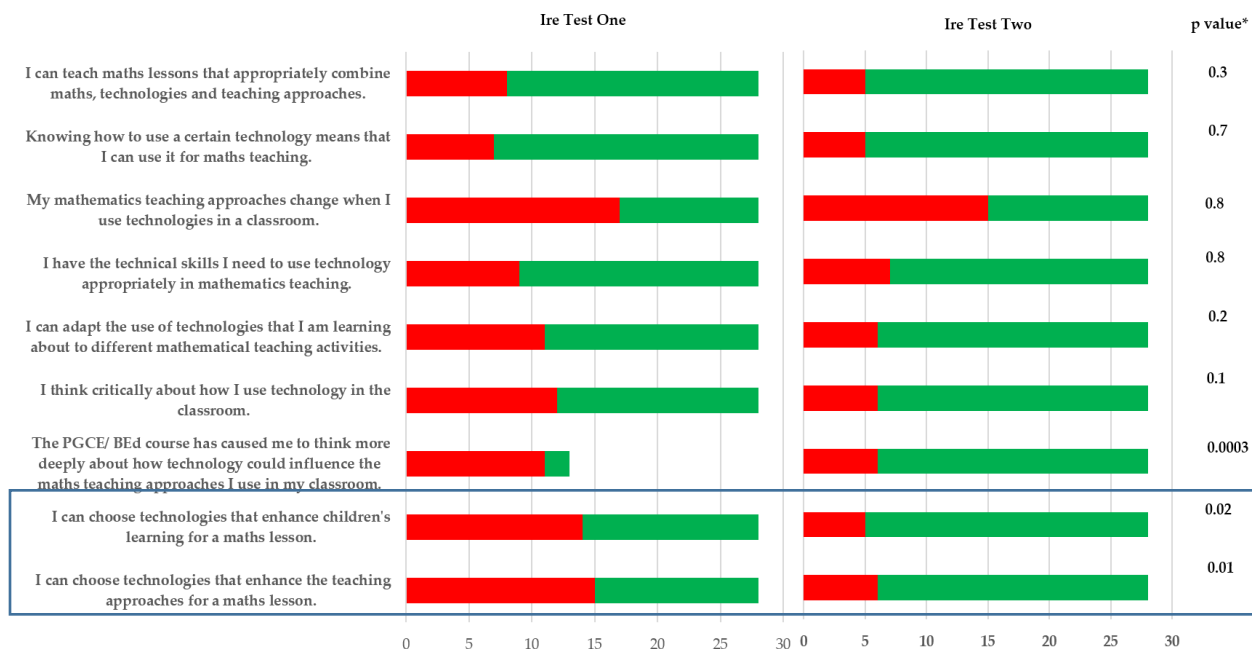 Ire Test One
Ire Test Two
p value*
I can teach maths lessons that appropriately combine
maths, technologies and teaching approaches.
0.3
Knowing how to use a certain technology means that
I can use it for maths teaching.
0.7
My mathematics teaching approaches change when I
use technologies in a classroom.
0.8
I have the technical skills I need to use technology
appropriately in mathematics teaching.
0.8
I can adapt the use of technologies that I am learning
about to different mathematical teaching activities.
0.2
I think critically about how I use technology in the
classroom.
0.1
The PGCE/ BEd course has caused me to think more
deeply about how technology could influence the
maths teaching approaches I use in my classroom.
0.0003
I can choose technologies that enhance children's
learning for a maths lesson.
0.02
I can choose technologies that enhance the teaching
approaches for a maths lesson.
0.01
0 5 10 15 20 25 30
0 5 10 15 20 25 30